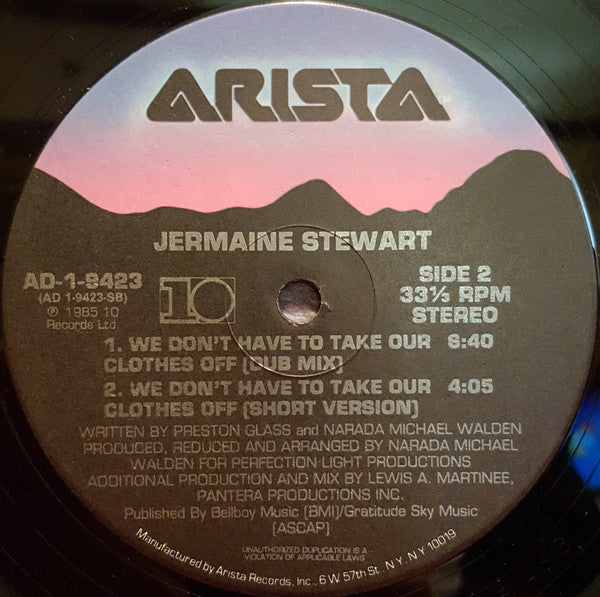 ARISTA
JERMAINE STEWART
AD-1-9423
(AD 1-9423-SB)
℗ 1985 10
Records Ltd.
10
SIDE 2
33⅓ RPM
STEREO
1. WE DON'T HAVE TO TAKE OUR 6:40
CLOTHES OFF (DUB MIX)
2. WE DON'T HAVE TO TAKE OUR 4:05
CLOTHES OFF (SHORT VERSION)
WRITTEN BY PRESTON GLASS and NARADA MICHAEL WALDEN
PRODUCED, REDUCED AND ARRANGED BY NARADA MICHAEL
WALDEN FOR PERFECTION LIGHT PRODUCTIONS
ADDITIONAL PRODUCTION AND MIX BY LEWIS A. MARTINEE,
PANTERA PRODUCTIONS INC.
Published By Bellboy Music (BMI)/Gratitude Sky Music
(ASCAP)
UNAUTHORIZED DUPLICATION IS A
VIOLATION OF APPLICABLE LAWS
Manufactured by Arista Records, Inc., 6 W 57th St., N.Y., N.Y. 10019